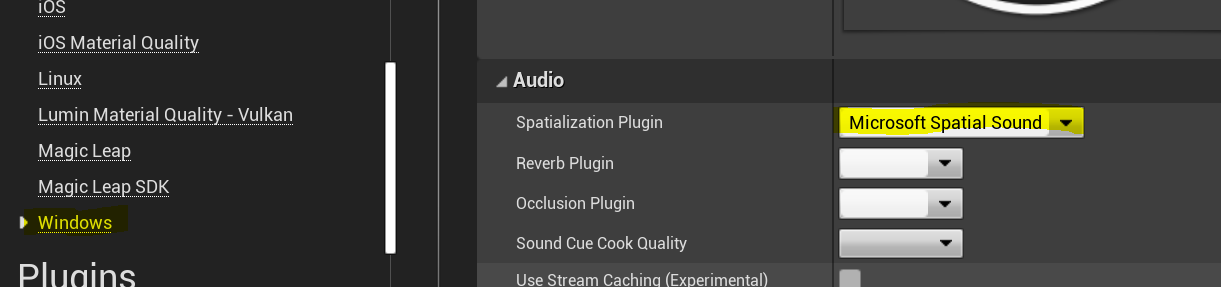 iOS
iOS Material Quality
Linux
Lumin Material Quality - Vulkan
Magic Leap
Magic Leap SDK
Windows
Plugins
Audio
Spatialization Plugin
Microsoft Spatial Sound
Reverb Plugin
Occlusion Plugin
Sound Cue Cook Quality
Use Stream Caching (Experimental)